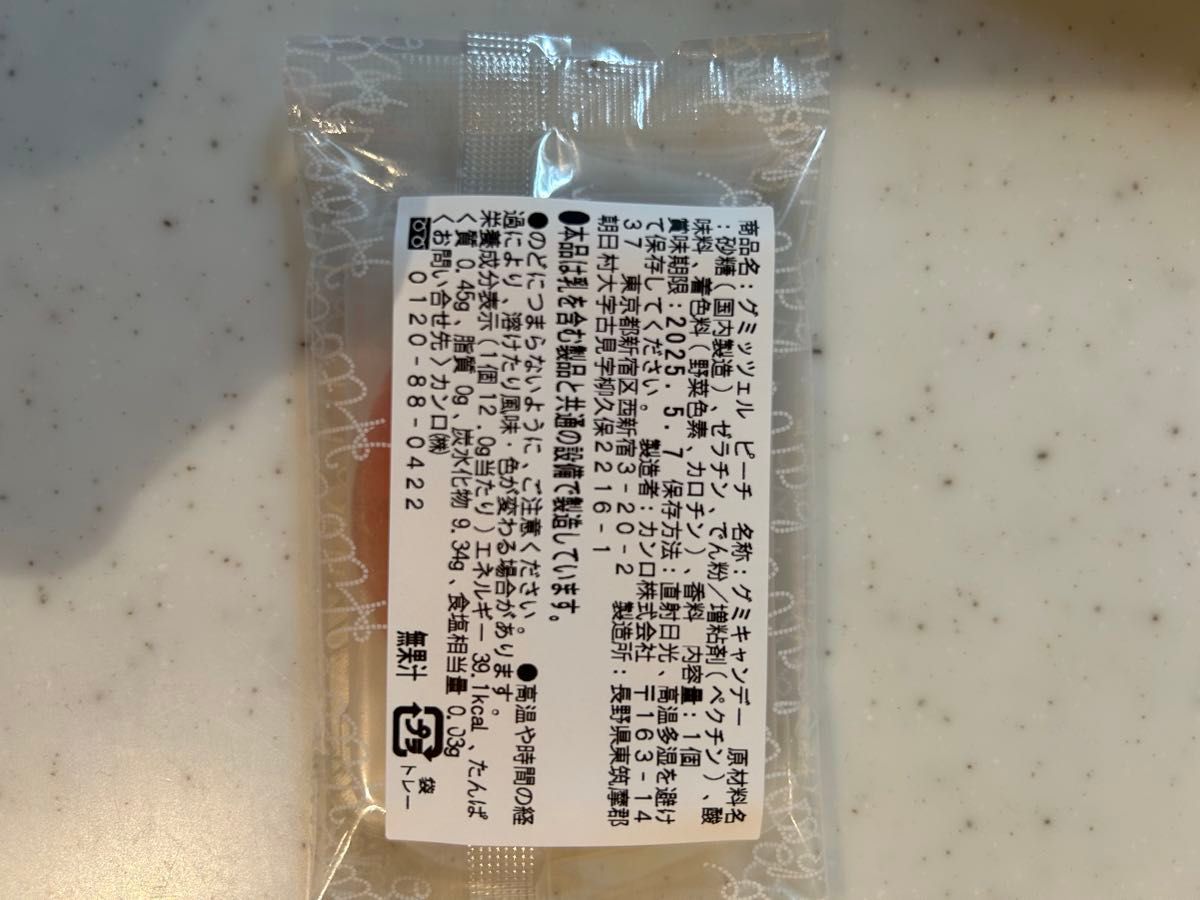 商品名：グミッツェル ピーチ 名称：グミキャンデー 原材料名
：砂糖（国内製造）、ゼラチン、でん粉／増粘剤（ペクチン）、酸
味料、着色料（野菜色素、カロチン）、香料 内容量：1個
賞味期限：2025．5．7 保存方法：直射日光、高温多湿を避け
て保存してください。 製造者：カンロ株式会社 〒163-14
37 東京都新宿区西新宿3-20-2 製造所：長野県東筑摩郡
朝日村大字古見字柳久保2216-1
●本品は乳を含む製品と共通の設備で製造しています。
●のどにつまらないように、ご注意ください。 ●高温や時間の経
過により、溶けたり風味・色が変わる場合があります。
栄養成分表示（1個12.0g当たり）エネルギー 39.1kcal、たんぱ
く質 0.45g、脂質 0g、炭水化物 9.34g、食塩相当量 0.03g
〈お問い合せ先〉カンロ㈱
0120-88-0422
無果汁
プラ
袋
トレー